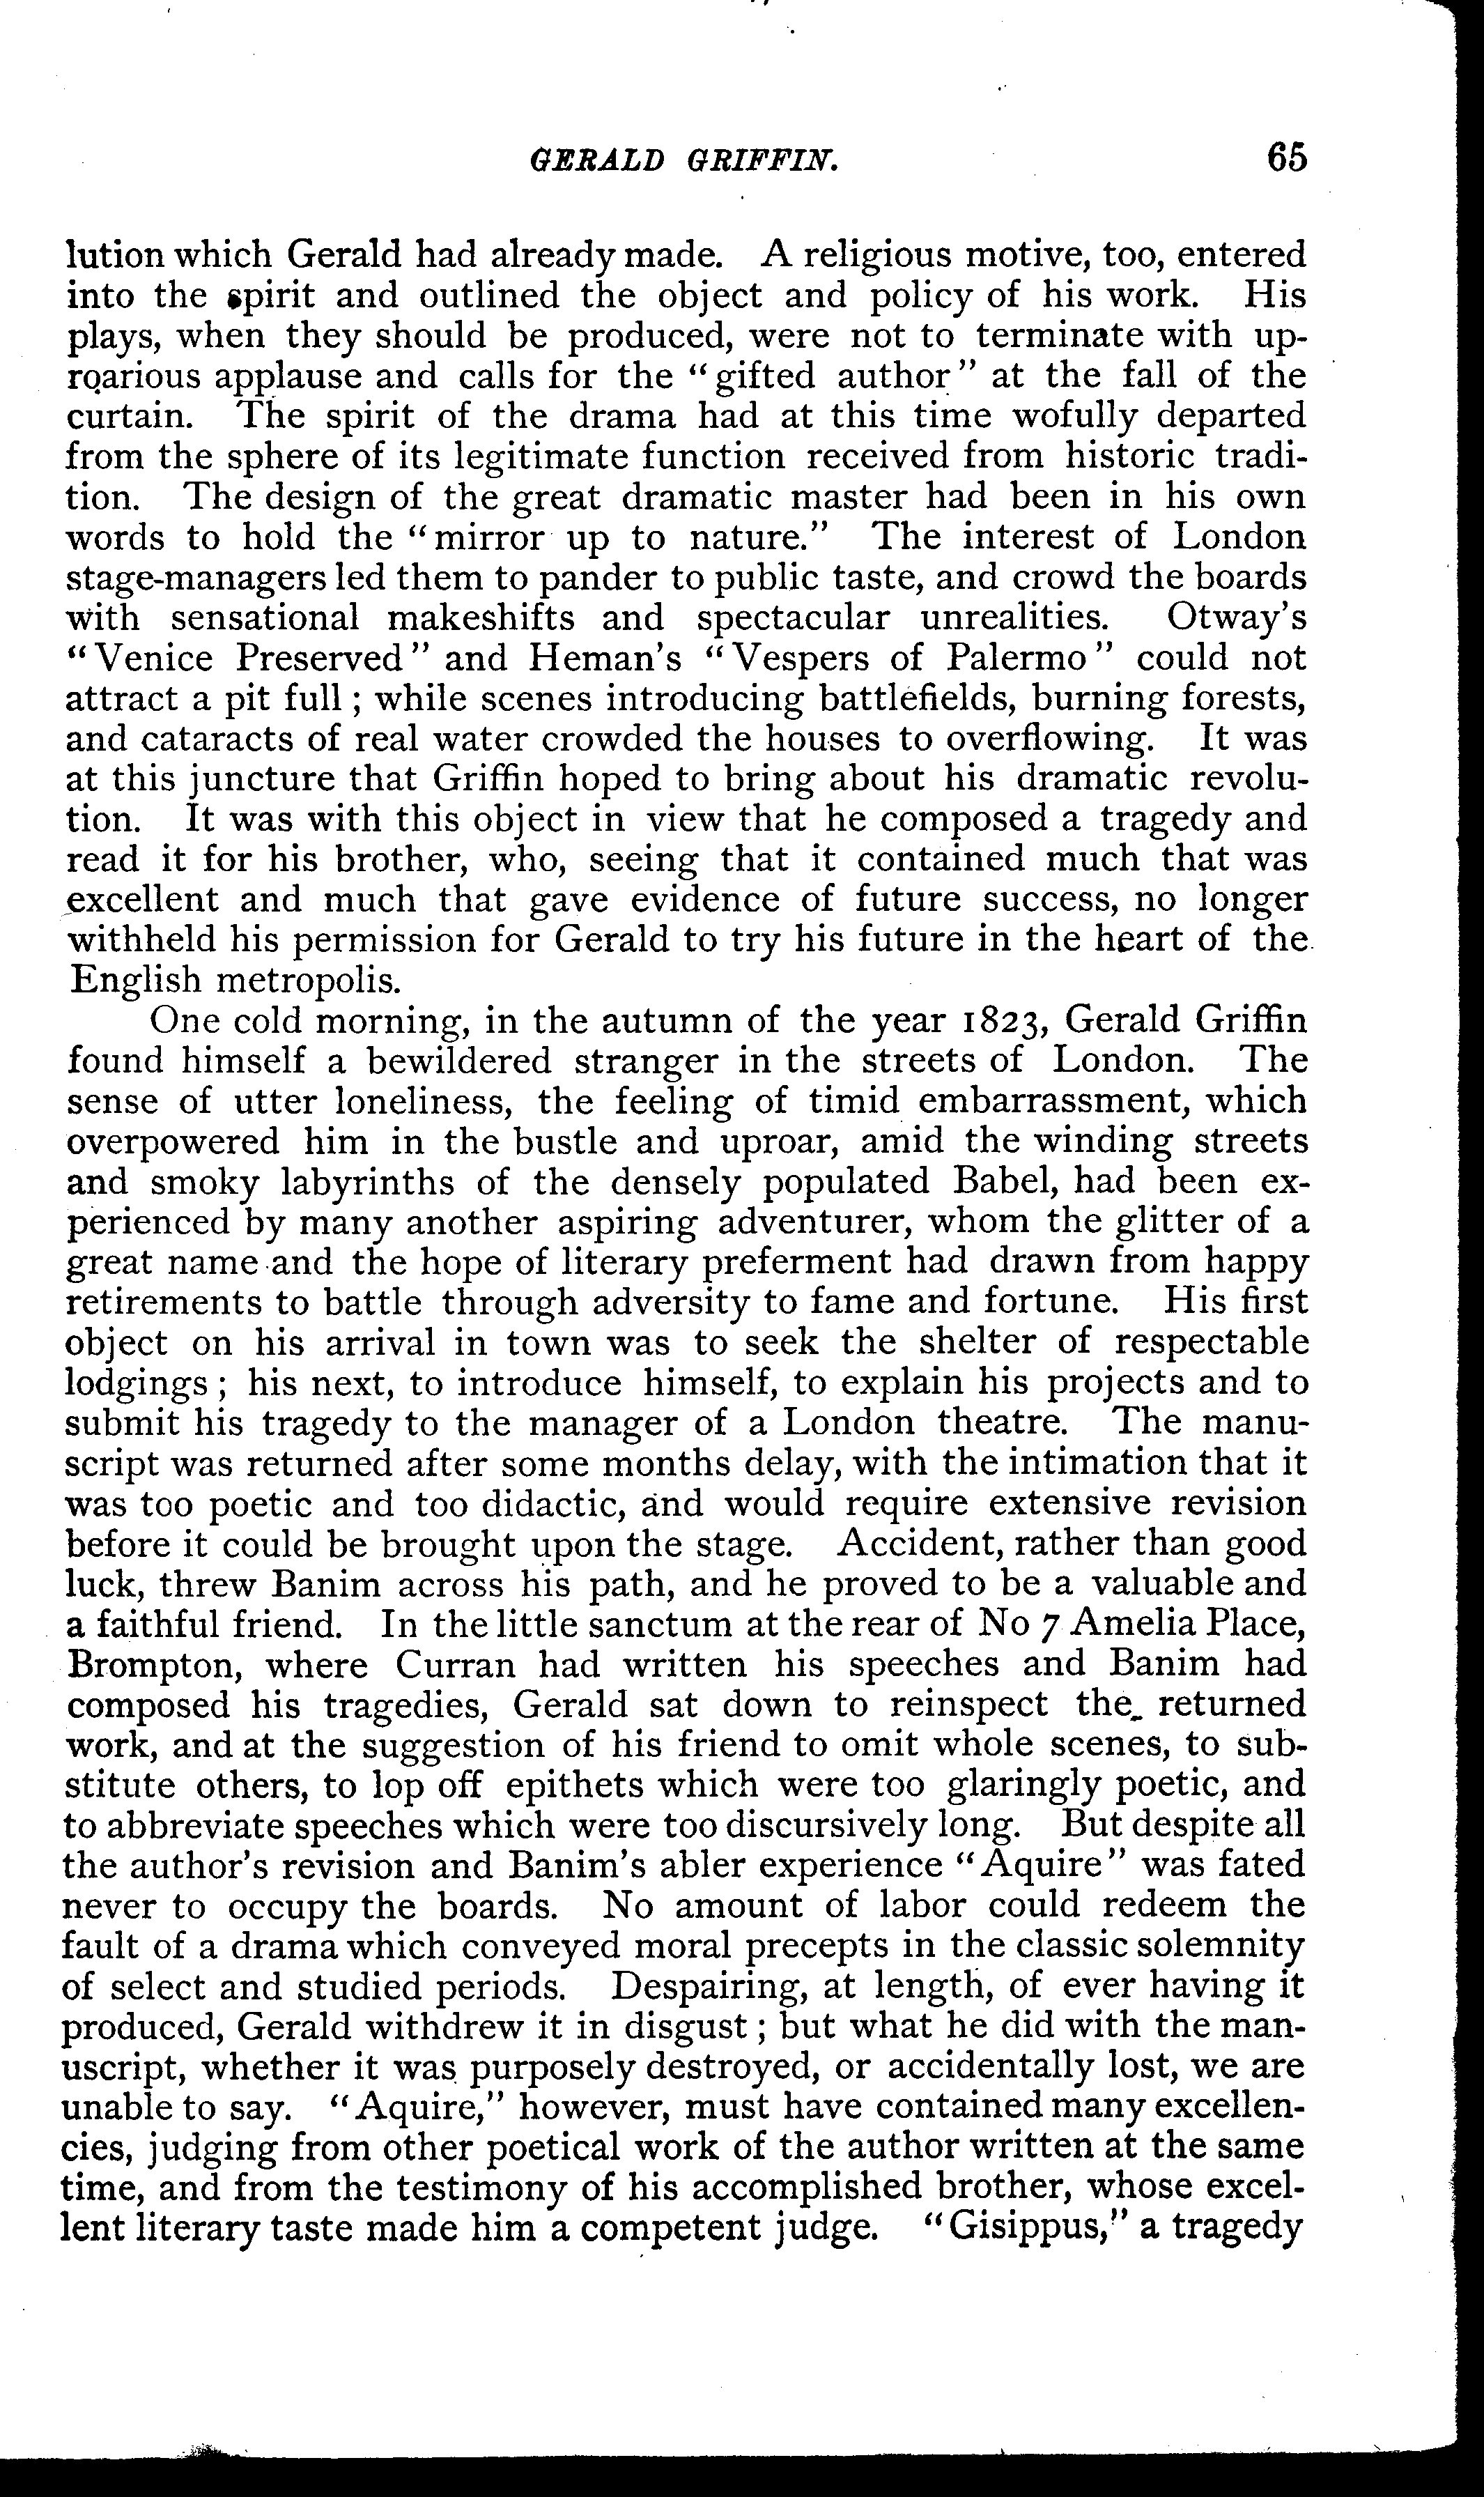 GERALD GRIFFIN. 65
lution which Gerald had already made. A religious motive, too, entered
into the spirit and outlined the object and policy of his work. His
plays, when they should be produced, were not to terminate with up-
roarious applause and calls for the "gifted author" at the fall of the
curtain. The spirit of the drama had at this time wofully departed
from the sphere of its legitimate function received from historic tradi-
tion. The design of the great dramatic master had been in his own
words to hold the "mirror up to nature." The interest of London
stage-managers led them to pander to public taste, and crowd the boards
with sensational makeshifts and spectacular unrealities. Otway's
"Venice Preserved" and Heman's "Vespers of Palermo" could not
attract a pit full; while scenes introducing battlefields, burning forests,
and cataracts of real water crowded the houses to overflowing. It was
at this juncture that Griffin hoped to bring about his dramatic revolu-
tion. It was with this object in view that he composed a tragedy and
read it for his brother, who, seeing that it contained much that was
excellent and much that gave evidence of future success, no longer
withheld his permission for Gerald to try his future in the heart of the
English metropolis.
One cold morning, in the autumn of the year 1823, Gerald Griffin
found himself a bewildered stranger in the streets of London. The
sense of utter loneliness, the feeling of timid embarrassment, which
overpowered him in the bustle and uproar, amid the winding streets
and smoky labyrinths of the densely populated Babel, had been ex-
perienced by many another aspiring adventurer, whom the glitter of a
great name and the hope of literary preferment had drawn from happy
retirements to battle through adversity to fame and fortune. His first
object on his arrival in town was to seek the shelter of respectable
lodgings; his next, to introduce himself, to explain his projects and to
submit his tragedy to the manager of a London theatre. The manu-
script was returned after some months delay, with the intimation that it
was too poetic and too didactic, and would require extensive revision
before it could be brought upon the stage. Accident, rather than good
luck, threw Banim across his path, and he proved to be a valuable and
a faithful friend. In the little sanctum at the rear of No 7 Amelia Place,
Brompton, where Curran had written his speeches and Banim had
composed his tragedies, Gerald sat down to reinspect the returned
work, and at the suggestion of his friend to omit whole scenes, to sub-
stitute others, to lop off epithets which were too glaringly poetic, and
to abbreviate speeches which were too discursively long. But despite all
the author's revision and Banim's abler experience "Aquire" was fated
never to occupy the boards. No amount of labor could redeem the
fault of a drama which conveyed moral precepts in the classic solemnity
of select and studied periods. Despairing, at length, of ever having it
produced, Gerald withdrew it in disgust; but what he did with the man-
uscript, whether it was purposely destroyed, or accidentally lost, we are
unable to say. "Aquire," however, must have contained many excellen-
cies, judging from other poetical work of the author written at the same
time, and from the testimony of his accomplished brother, whose excel-
lent literary taste made him a competent judge. "Gisippus," a tragedy